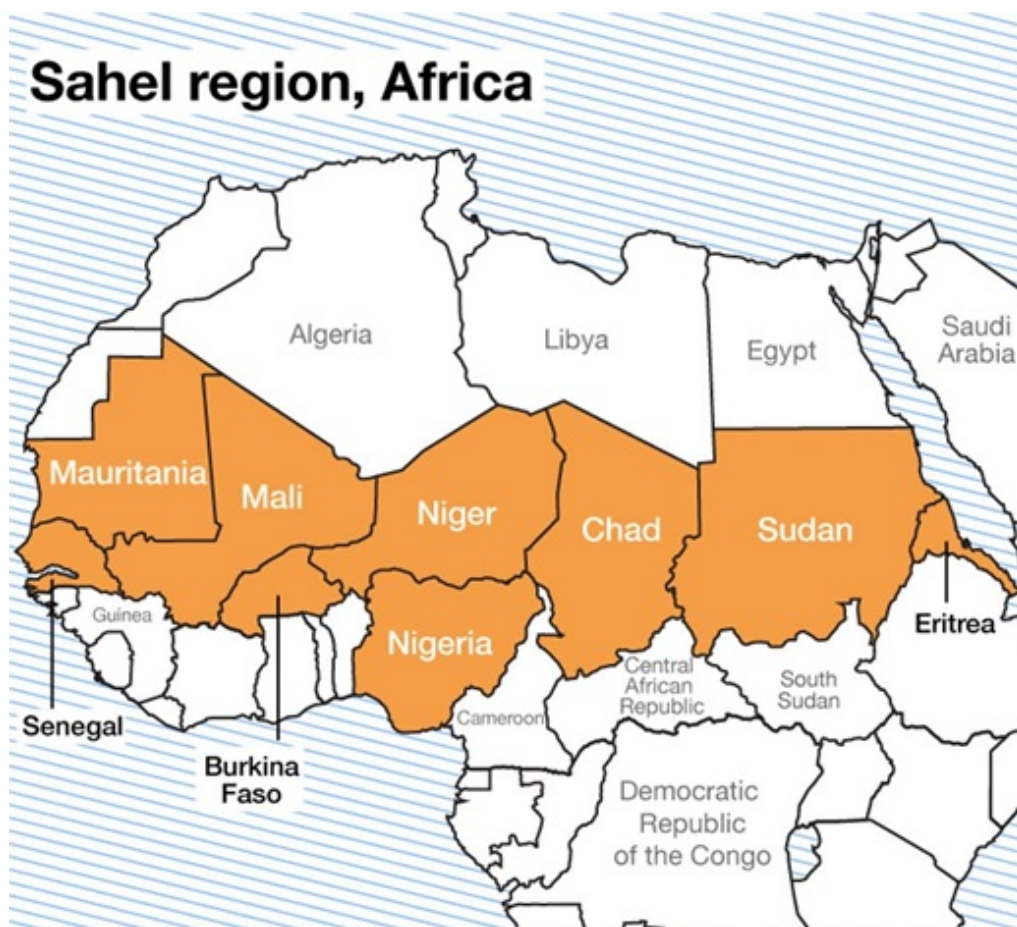 Sahel region, Africa
Algeria
Libya
Egypt
Saudi
Arabia
Mauritania
Mali
Niger
Chad
Sudan
Eritrea
Guinea
Nigeria
Central
African
Republic
South
Sudan
Cameroon
Senegal
Burkina
Faso
Democratic
Republic
of the Congo